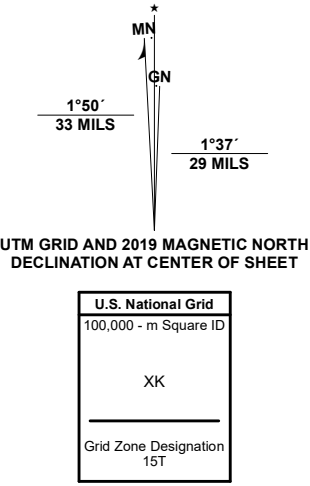 ★
MN
GN
1°50´
33 MILS
1°37´
29 MILS
UTM GRID AND 2019 MAGNETIC NORTH
DECLINATION AT CENTER OF SHEET
U.S. National Grid
100,000 - m Square ID
XK
Grid Zone Designation
15T